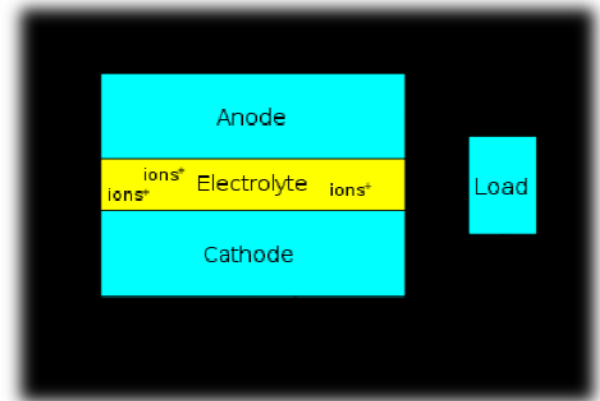 Anode
ions⁺
ions⁺
Electrolyte
ions⁺
Load
Cathode